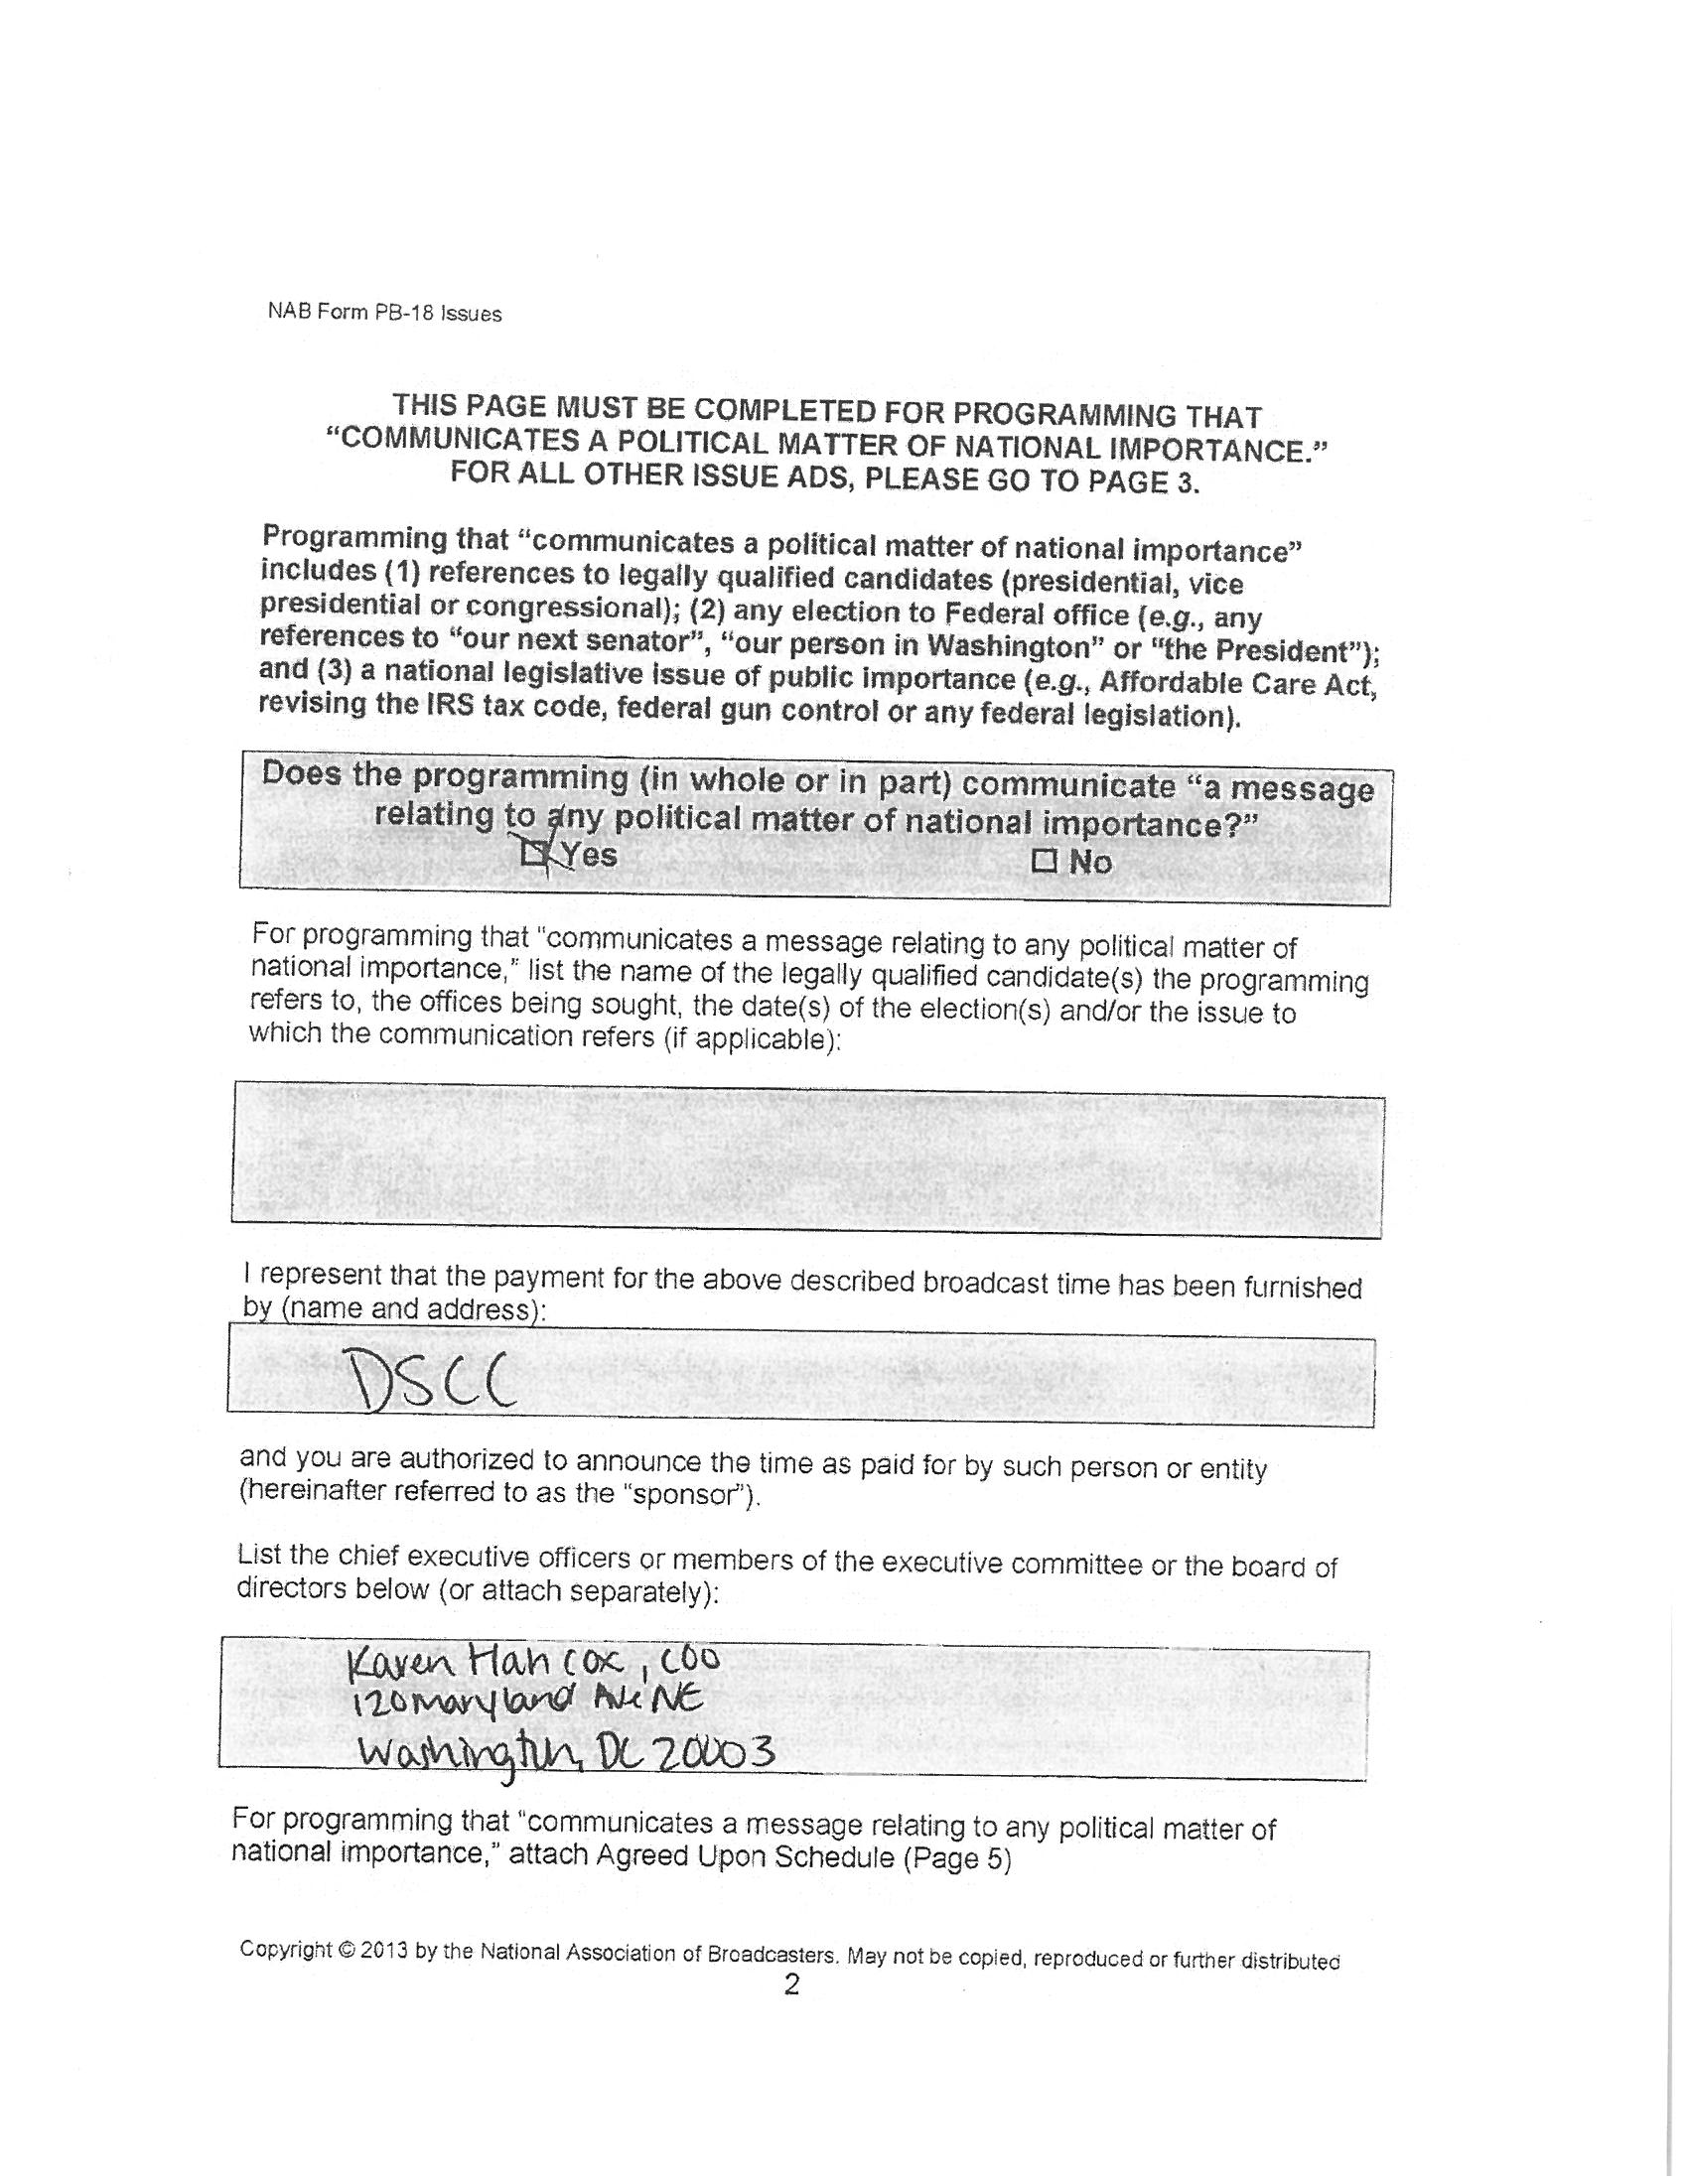 NAB Form PB-18 Issues
THIS PAGE MUST BE COMPLETED FOR PROGRAMMING THAT
“COMMUNICATES A POLITICAL MATTER OF NATIONAL IMPORTANCE.”
FOR ALL OTHER ISSUE ADS, PLEASE GO TO PAGE 3.
Programming that “communicates a political matter of national importance”
includes (1) references to legally qualified candidates (presidential, vice
presidential or congressional); (2) any election to Federal office (e.g., any
references to “our next senator”, “our person in Washington” or “the President”);
and (3) a national legislative issue of public importance (e.g., Affordable Care Act,
revising the IRS tax code, federal gun control or any federal legislation).
Does the programming (in whole or in part) communicate “a message
relating to any political matter of national importance?”
☒ Yes ☐ No
For programming that "communicates a message relating to any political matter of
national importance," list the name of the legally qualified candidate(s) the programming
refers to, the offices being sought, the date(s) of the election(s) and/or the issue to
which the communication refers (if applicable):
I represent that the payment for the above described broadcast time has been furnished
by (name and address):
DSCC
and you are authorized to announce the time as paid for by such person or entity
(hereinafter referred to as the "sponsor").
List the chief executive officers or members of the executive committee or the board of
directors below (or attach separately):
Karen Hancox, COO
120 Maryland Ave NE
Washington, DC 20003
For programming that "communicates a message relating to any political matter of
national importance," attach Agreed Upon Schedule (Page 5)
Copyright © 2013 by the National Association of Broadcasters. May not be copied, reproduced or further distributed
2